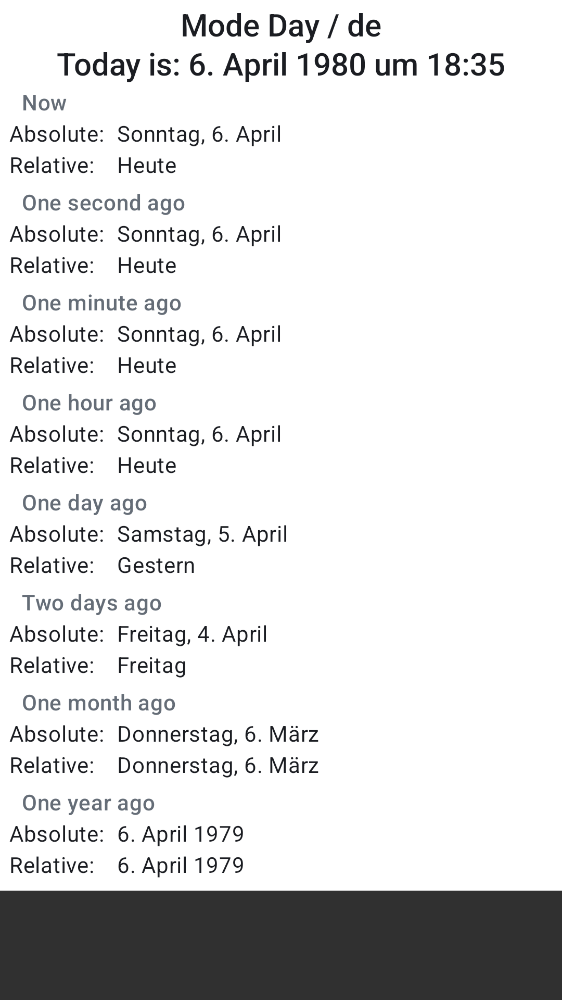 Mode Day / de
Today is: 6. April 1980 um 18:35
Now
Absolute: Sonntag, 6. April
Relative: Heute
One second ago
Absolute: Sonntag, 6. April
Relative: Heute
One minute ago
Absolute: Sonntag, 6. April
Relative: Heute
One hour ago
Absolute: Sonntag, 6. April
Relative: Heute
One day ago
Absolute: Samstag, 5. April
Relative: Gestern
Two days ago
Absolute: Freitag, 4. April
Relative: Freitag
One month ago
Absolute: Donnerstag, 6. März
Relative: Donnerstag, 6. März
One year ago
Absolute: 6. April 1979
Relative: 6. April 1979